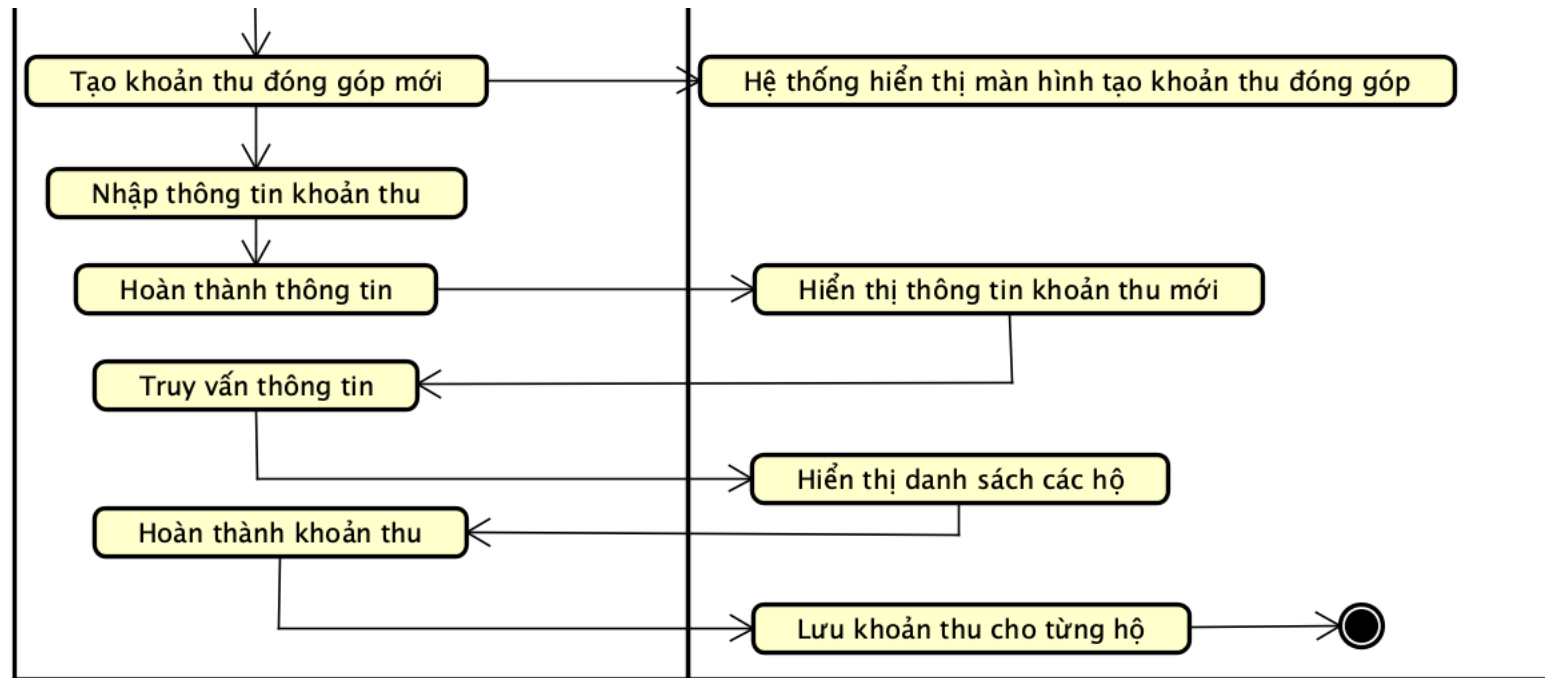 Tạo khoản thu đóng góp mới
Hệ thống hiển thị màn hình tạo khoản thu đóng góp
Nhập thông tin khoản thu
Hoàn thành thông tin
Hiển thị thông tin khoản thu mới
Truy vấn thông tin
Hiển thị danh sách các hộ
Hoàn thành khoản thu
Lưu khoản thu cho từng hộ